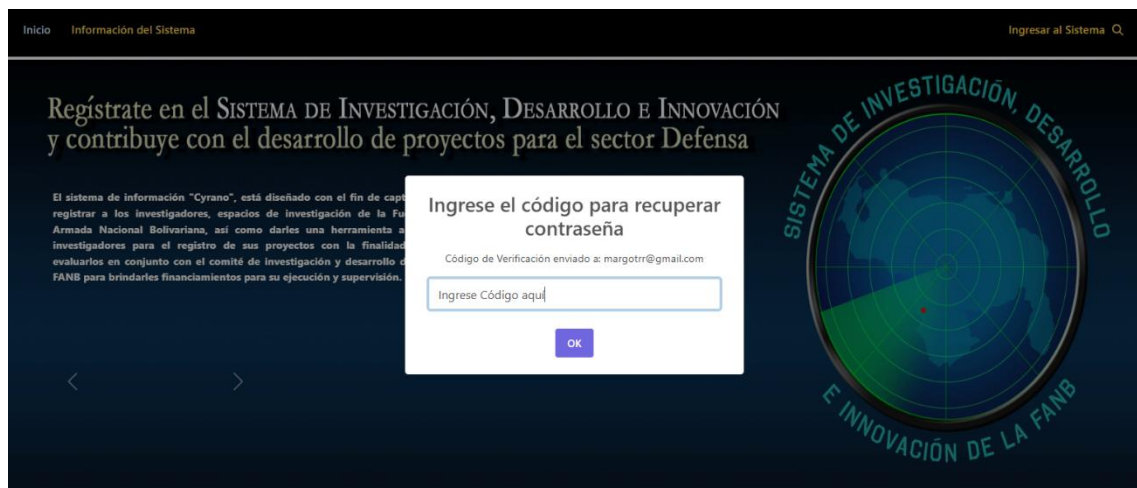 Inicio Información del Sistema Ingresar al Sistema
Regístrate en el SISTEMA DE INVESTIGACIÓN, DESARROLLO E INNOVACIÓN
y contribuye con el desarrollo de proyectos para el sector Defensa
El sistema de información "Cyrano", está diseñado con el fin de
registrar a los investigadores, espacios de investigación de la
Armada Nacional Bolivariana, así como darles una herramienta
investigadores para el registro de sus proyectos con la finalidad
evaluarlos en conjunto con el comité de investigación y desarrollo
FANB para brindarles financiamientos para su ejecución y supervisión.
Ingrese el código para recuperar
contraseña
Código de Verificación enviado a: margotrr@gmail.com
Ingrese Código aquí
OK
SISTEMA DE INVESTIGACIÓN, DESARROLLO
E INNOVACIÓN DE LA FANB